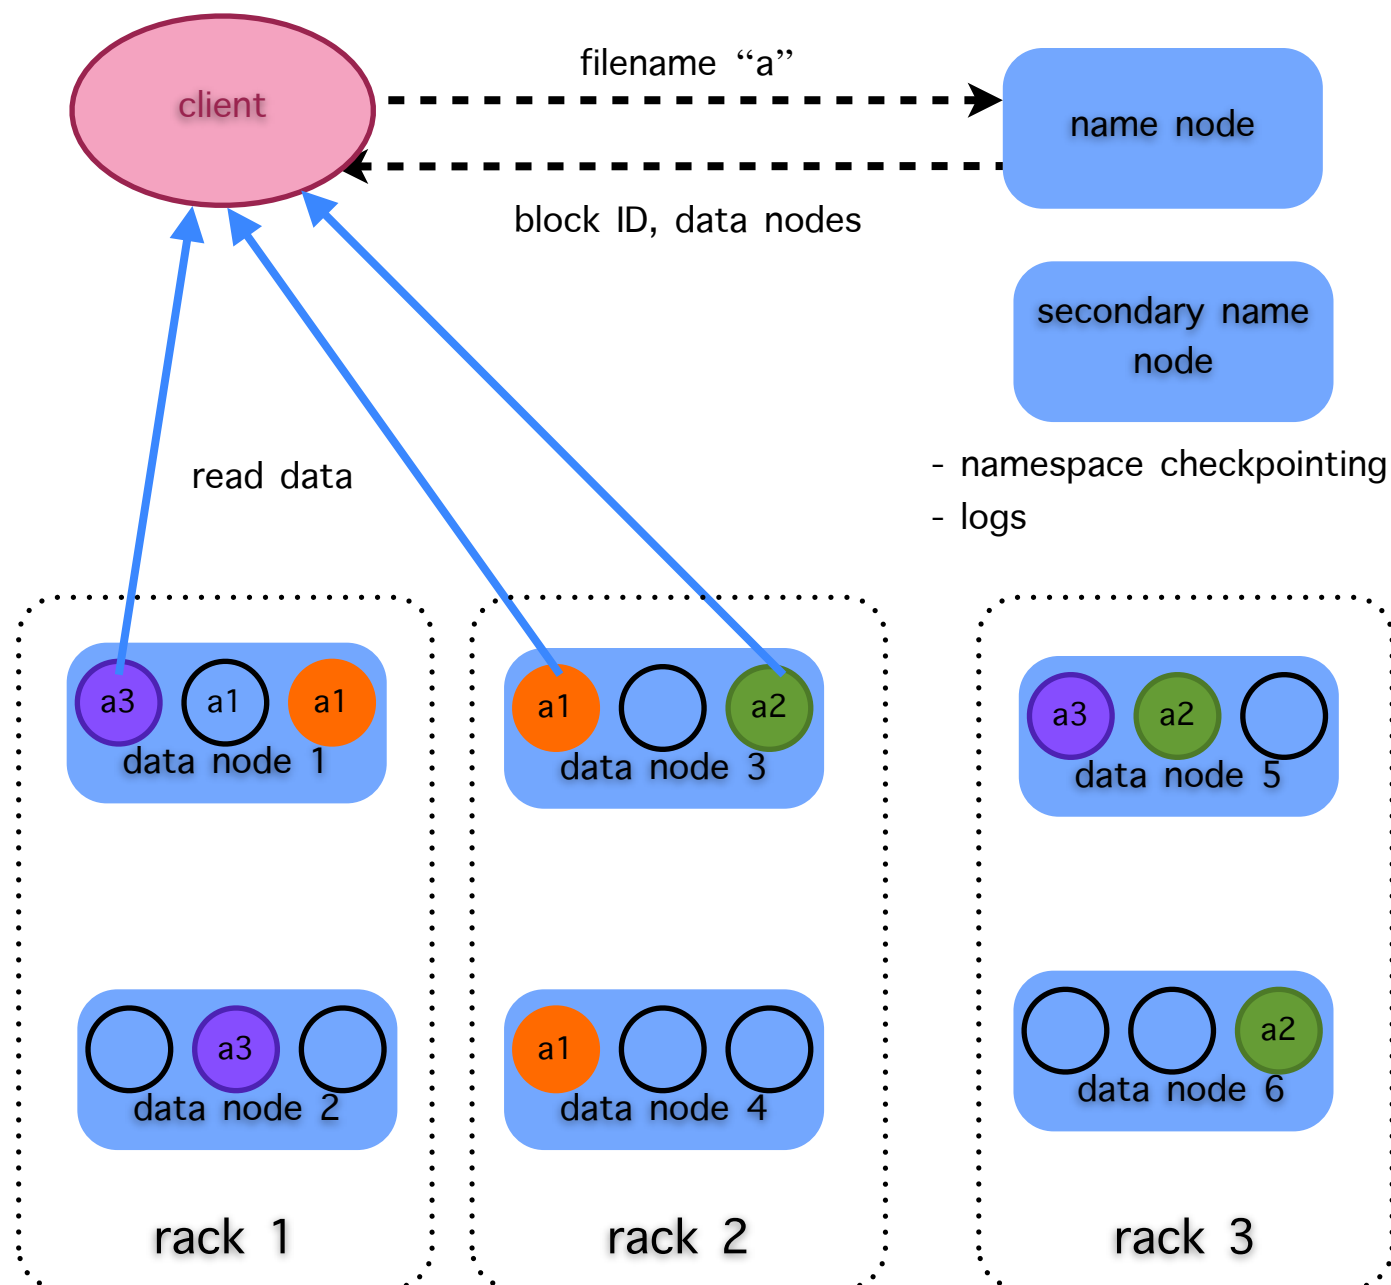 filename “a”
client
name node
block ID, data nodes
secondary name
node
- namespace checkpointing
- logs
read data
a3 a1 a1
data node 1
a1 a2
data node 3
a3 a2
data node 5
a3
data node 2
a1
data node 4
a2
data node 6
rack 1
rack 2
rack 3